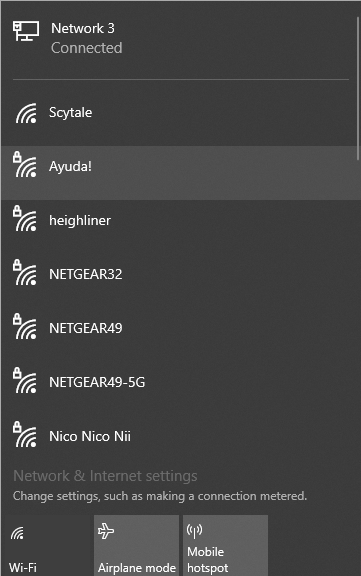 Network 3
Connected
Scytale
Ayuda!
heighliner
NETGEAR32
NETGEAR49
NETGEAR49-5G
Nico Nico Nii
Network & Internet settings
Change settings, such as making a connection metered.
Wi-Fi
Airplane mode
Mobile
hotspot